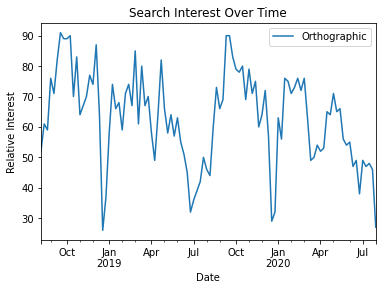 Search Interest Over Time
Orthographic
Relative Interest
90
80
70
60
50
40
30
Oct
Jan
2019
Apr
Jul
Oct
Jan
2020
Apr
Jul
Date